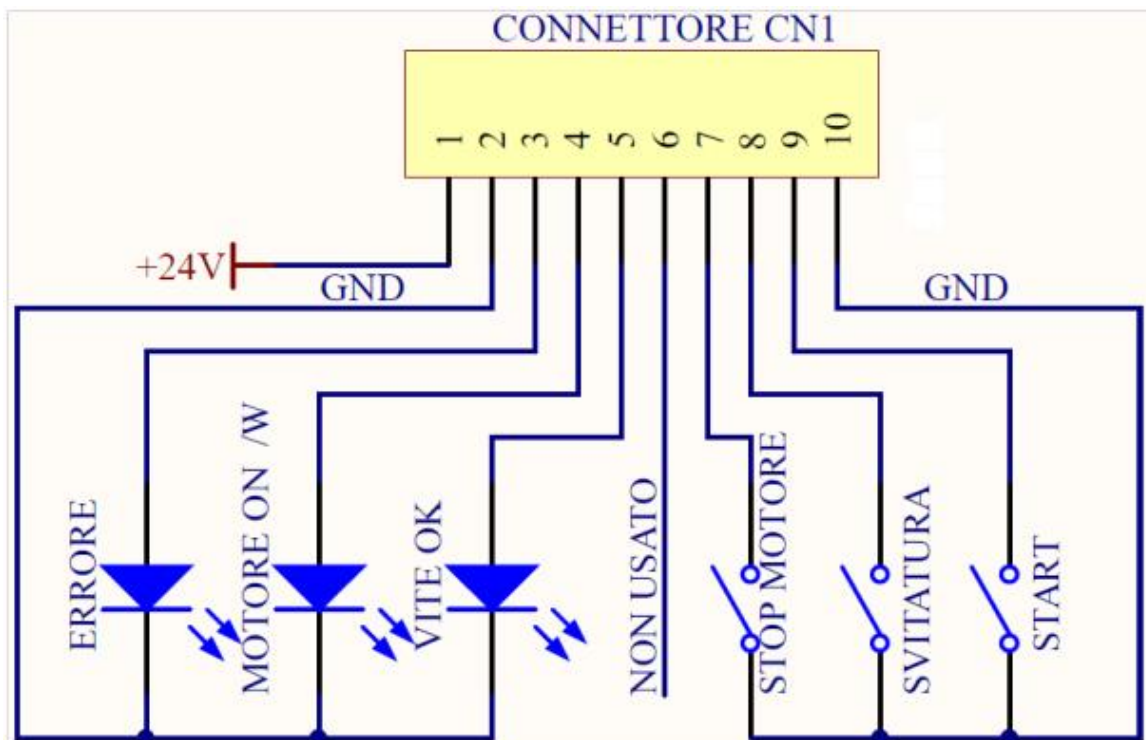 CONNETTORE CN1
1
2
3
4
5
6
7
8
9
10
+24V
GND
GND
ERRORE
MOTORE ON /W
VITE OK
NON USATO
STOP MOTORE
SVITATURA
START